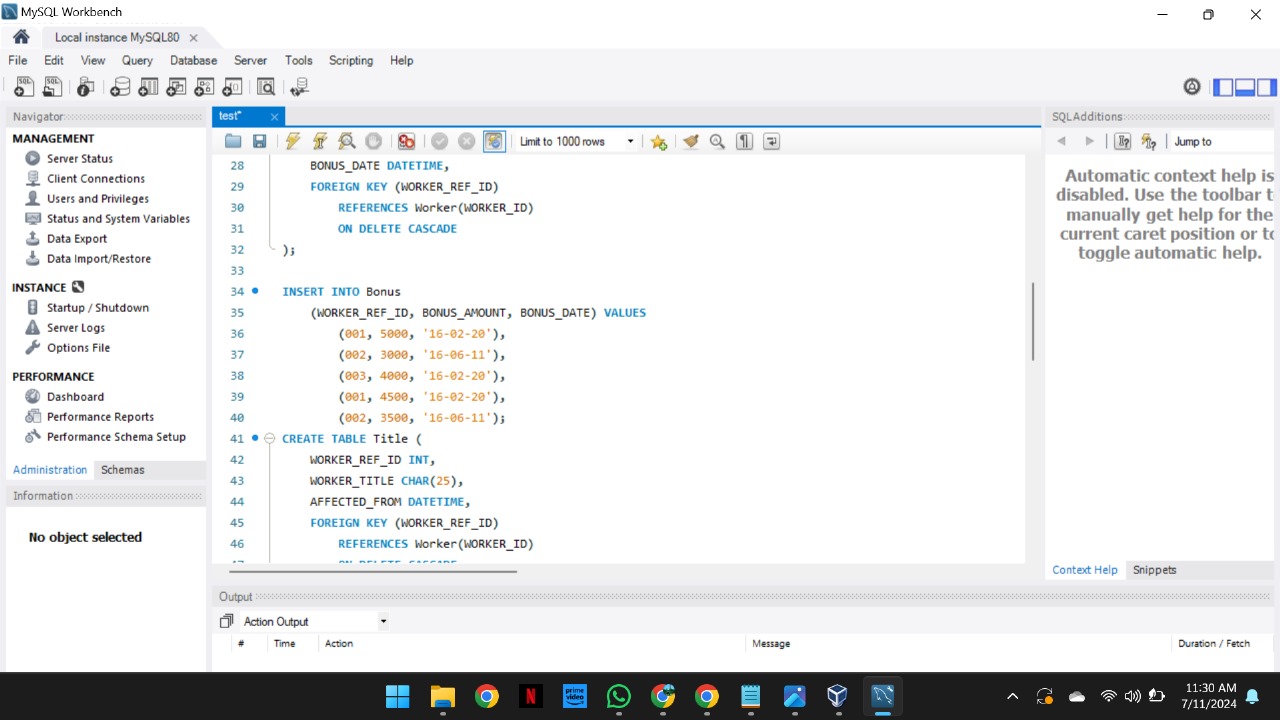 MySQL Workbench
Local instance MySQL80
File Edit View Query Database Server Tools Scripting Help
Navigator
MANAGEMENT
Server Status
Client Connections
Users and Privileges
Status and System Variables
Data Export
Data Import/Restore
INSTANCE
Startup / Shutdown
Server Logs
Options File
PERFORMANCE
Dashboard
Performance Reports
Performance Schema Setup
Administration Schemas
Information
No object selected
test*
Limit to 1000 rows
28 BONUS_DATE DATETIME,
29 FOREIGN KEY (WORKER_REF_ID)
30 REFERENCES Worker(WORKER_ID)
31 ON DELETE CASCADE
32 );
33
34 INSERT INTO Bonus
35 (WORKER_REF_ID, BONUS_AMOUNT, BONUS_DATE) VALUES
36 (001, 5000, '16-02-20'),
37 (002, 3000, '16-06-11'),
38 (003, 4000, '16-02-20'),
39 (001, 4500, '16-02-20'),
40 (002, 3500, '16-06-11');
41 CREATE TABLE Title (
42 WORKER_REF_ID INT,
43 WORKER_TITLE CHAR(25),
44 AFFECTED_FROM DATETIME,
45 FOREIGN KEY (WORKER_REF_ID)
46 REFERENCES Worker(WORKER_ID)
SQLAdditions
Jump to
Automatic context help is
disabled. Use the toolbar t
manually get help for the
current caret position or to
toggle automatic help.
Context Help Snippets
Output
Action Output
# Time Action Message Duration / Fetch
prime video
11:30 AM
7/11/2024